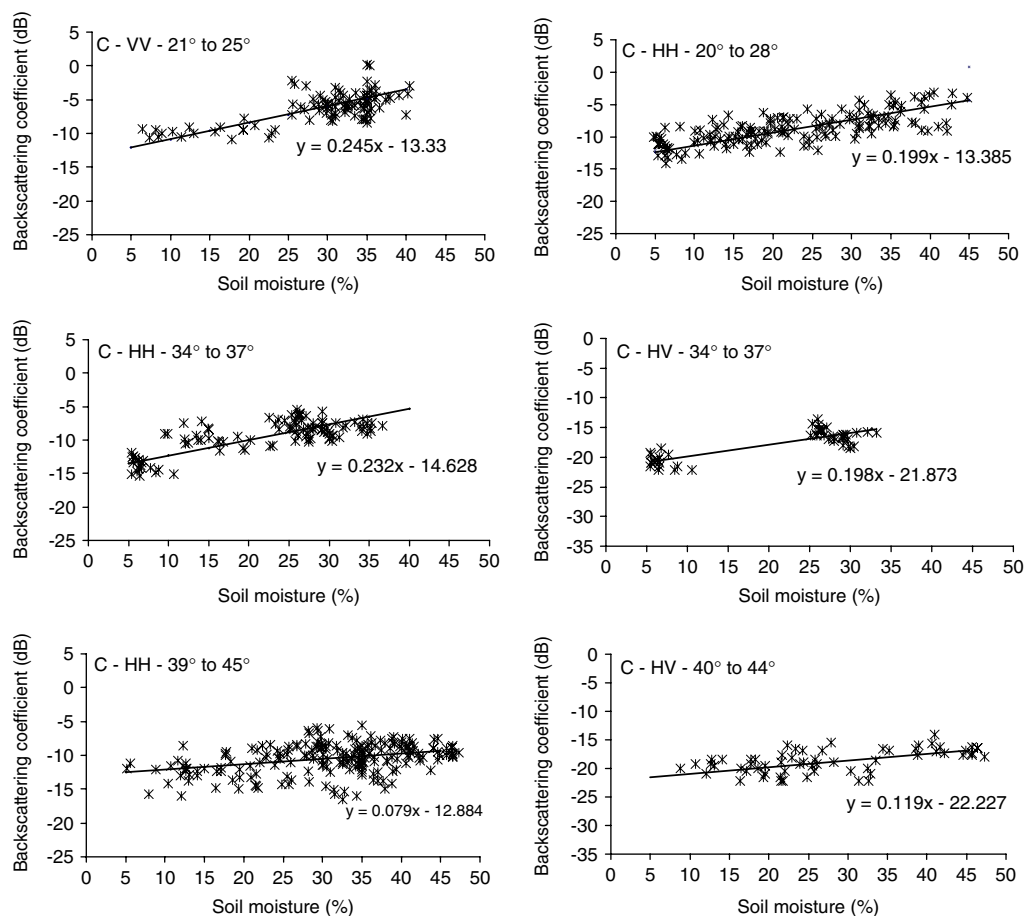 Backscattering coefficient (dB)
5
0
-5
-10
-15
-20
-25
C - VV - 21° to 25°
y = 0.245x - 13.33
0 5 10 15 20 25 30 35 40 45 50
Soil moisture (%)
Backscattering coefficient (dB)
5
0
-5
-10
-15
-20
-25
C - HH - 20° to 28°
y = 0.199x - 13.385
0 5 10 15 20 25 30 35 40 45 50
Soil moisture (%)
Backscattering coefficient (dB)
5
0
-5
-10
-15
-20
-25
C - HH - 34° to 37°
y = 0.232x - 14.628
0 5 10 15 20 25 30 35 40 45 50
Soil moisture (%)
Backscattering coefficient (dB)
-0
-5
-10
-15
-20
-25
-30
-35
C - HV - 34° to 37°
y = 0.198x - 21.873
0 5 10 15 20 25 30 35 40 45 50
Soil moisture (%)
Backscattering coefficient (dB)
5
0
-5
-10
-15
-20
-25
C - HH - 39° to 45°
y = 0.079x - 12.884
0 5 10 15 20 25 30 35 40 45 50
Soil moisture (%)
Backscattering coefficient (dB)
-0
-5
-10
-15
-20
-25
-30
-35
C - HV - 40° to 44°
y = 0.119x - 22.227
0 5 10 15 20 25 30 35 40 45 50
Soil moisture (%)